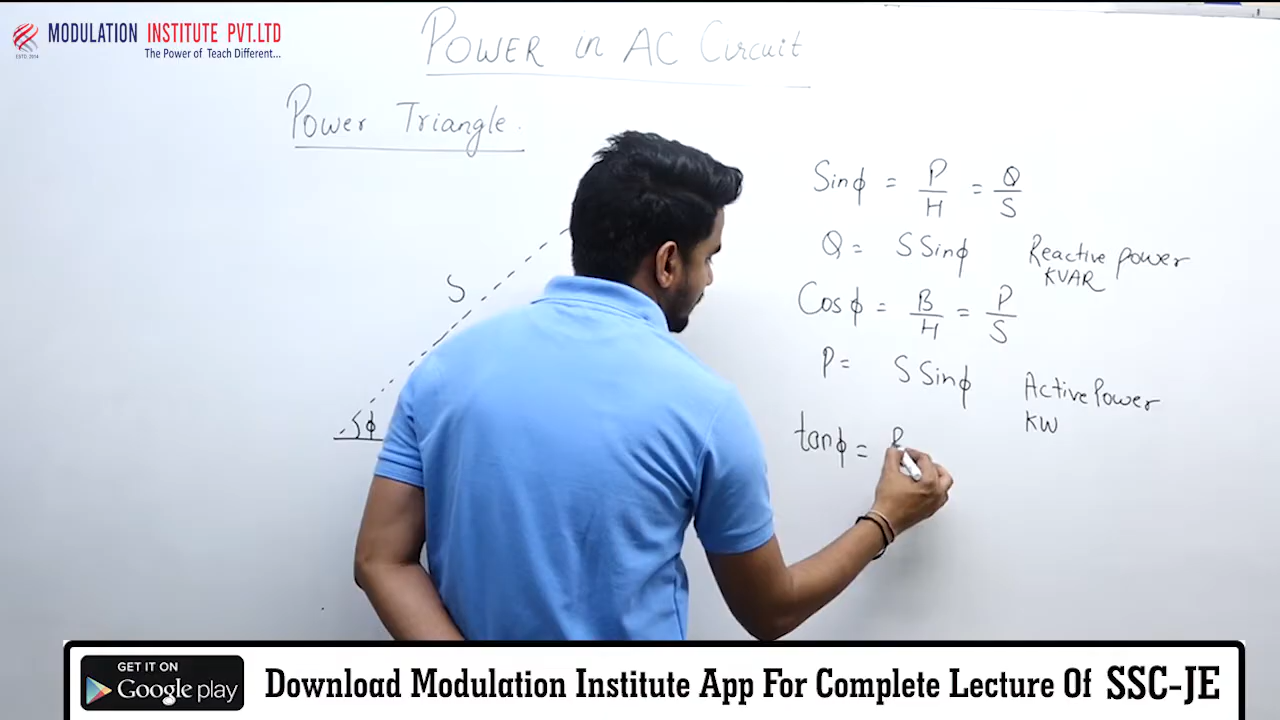 MODULATION INSTITUTE PVT.LTD
The Power of Teach Different...
ESTD. 2014
POWER in AC Circuit
Power Triangle.
Sinφ = P/H = Q/S
Q = S Sinφ Reactive power
KVAR
S
Cosφ = B/H = P/S
P = S Sinφ Active Power
KW
φ
tanφ = P
GET IT ON
Google play
Download Modulation Institute App For Complete Lecture Of SSC-JE